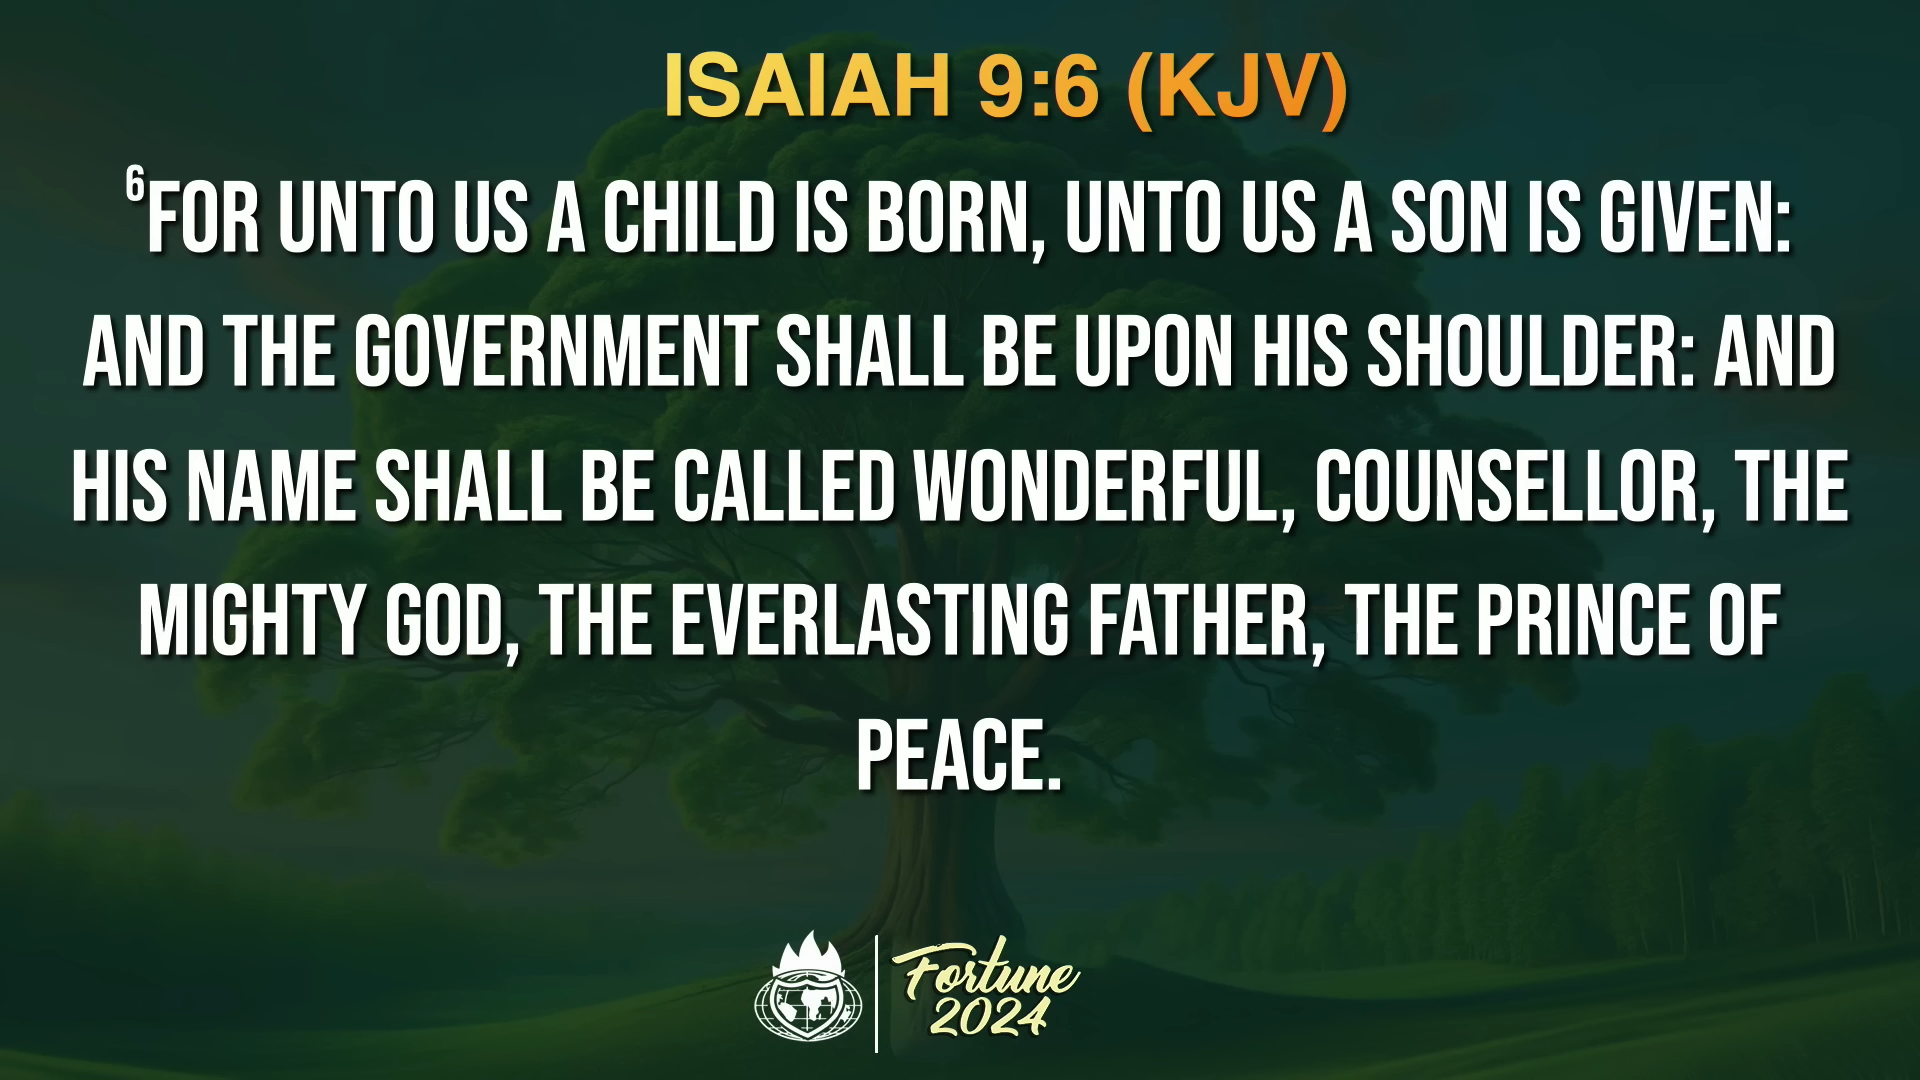 ISAIAH 9:6 (KJV)
⁶FOR UNTO US A CHILD IS BORN, UNTO US A SON IS GIVEN:
AND THE GOVERNMENT SHALL BE UPON HIS SHOULDER: AND
HIS NAME SHALL BE CALLED WONDERFUL, COUNSELLOR, THE
MIGHTY GOD, THE EVERLASTING FATHER, THE PRINCE OF
PEACE.
Fortune
2024